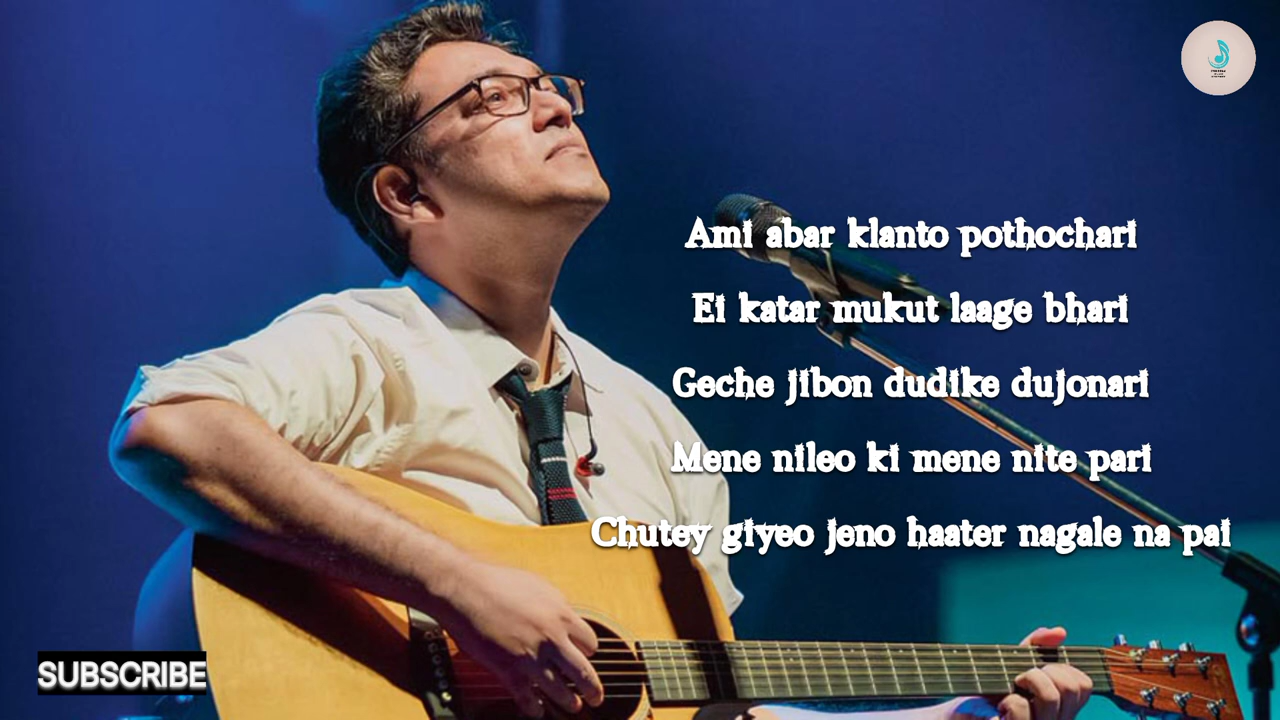 Ami abar klanto pothochari
Ei katar mukut laage bhari
Geche jibon dudike dujonari
Mene nileo ki mene nite pari
Chutey giyeo jeno haater nagale na pai
SUBSCRIBE